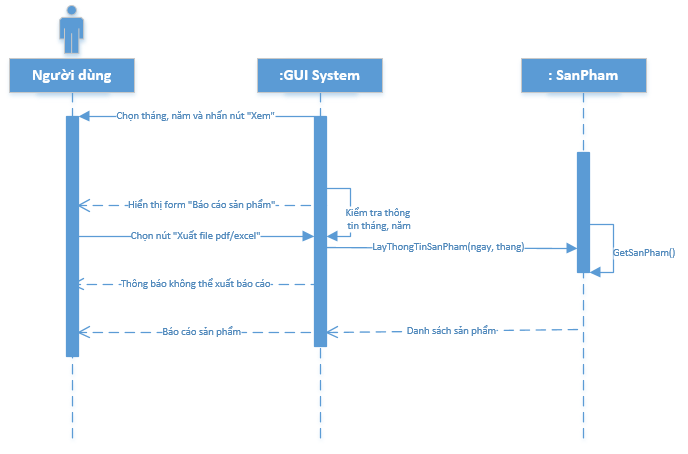 Người dùng
:GUI System
: SanPham
Chọn tháng, năm và nhấn nút "Xem"
Hiển thị form "Báo cáo sản phẩm"
Kiểm tra thông
tin tháng, năm
Chọn nút "Xuất file pdf/excel"
LayThongTinSanPham(ngay, thang)
GetSanPham()
Thông báo không thể xuất báo cáo
Báo cáo sản phẩm
Danh sách sản phẩm